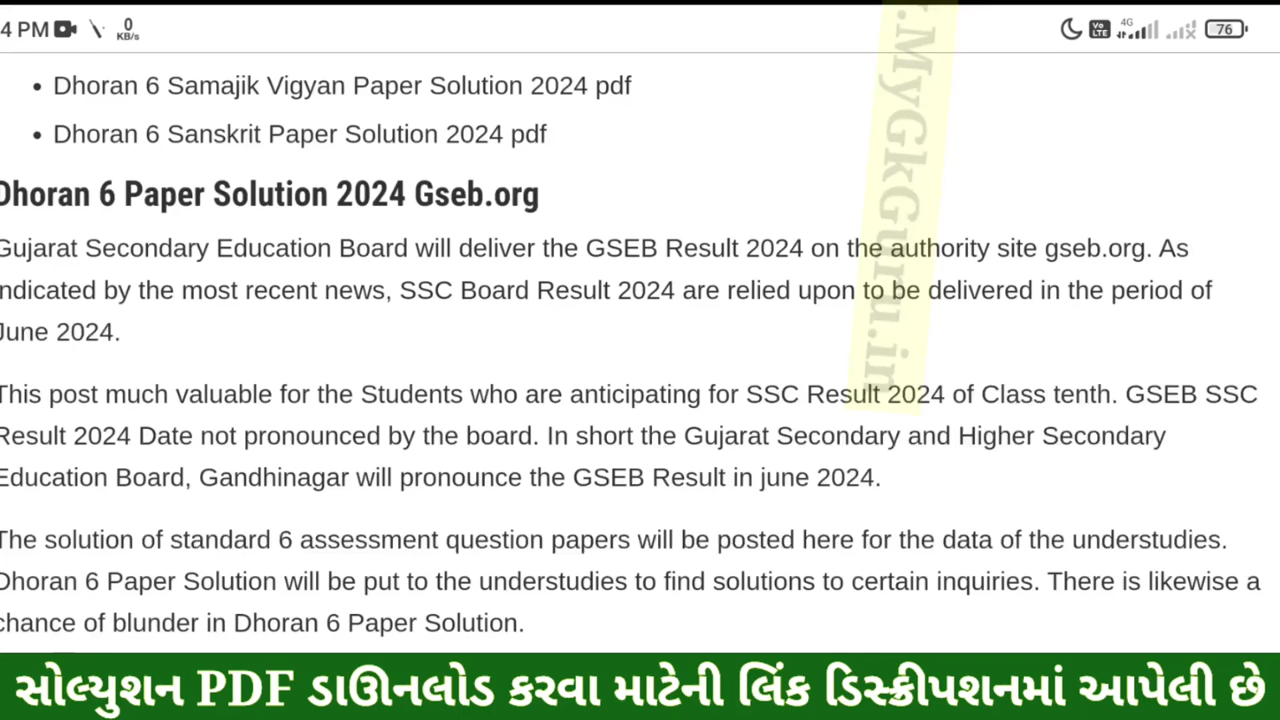 4 PM 0 KB/s Vo LTE 4G 76
• Dhoran 6 Samajik Vigyan Paper Solution 2024 pdf
• Dhoran 6 Sanskrit Paper Solution 2024 pdf
Dhoran 6 Paper Solution 2024 Gseb.org
Gujarat Secondary Education Board will deliver the GSEB Result 2024 on the authority site gseb.org. As
ndicated by the most recent news, SSC Board Result 2024 are relied upon to be delivered in the period of
June 2024.
This post much valuable for the Students who are anticipating for SSC Result 2024 of Class tenth. GSEB SSC
Result 2024 Date not pronounced by the board. In short the Gujarat Secondary and Higher Secondary
Education Board, Gandhinagar will pronounce the GSEB Result in june 2024.
The solution of standard 6 assessment question papers will be posted here for the data of the understudies.
Dhoran 6 Paper Solution will be put to the understudies to find solutions to certain inquiries. There is likewise a
chance of blunder in Dhoran 6 Paper Solution.
.MyGkGuru.in
સોલ્યુશન PDF ડાઊનલોડ કરવા માટેની લિંક ડિસ્ક્રીપશનમાં આપેલી છે